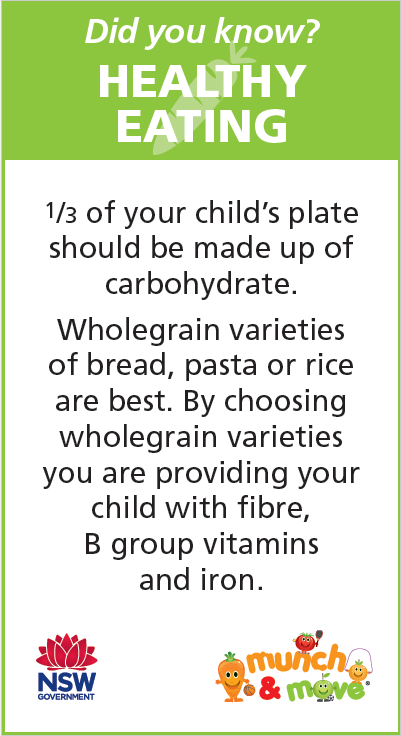 Did you know?
HEALTHY
EATING
1/3 of your child’s plate
should be made up of
carbohydrate.
Wholegrain varieties
of bread, pasta or rice
are best. By choosing
wholegrain varieties
you are providing your
child with fibre,
B group vitamins
and iron.
NSW
GOVERNMENT
munch
& move®